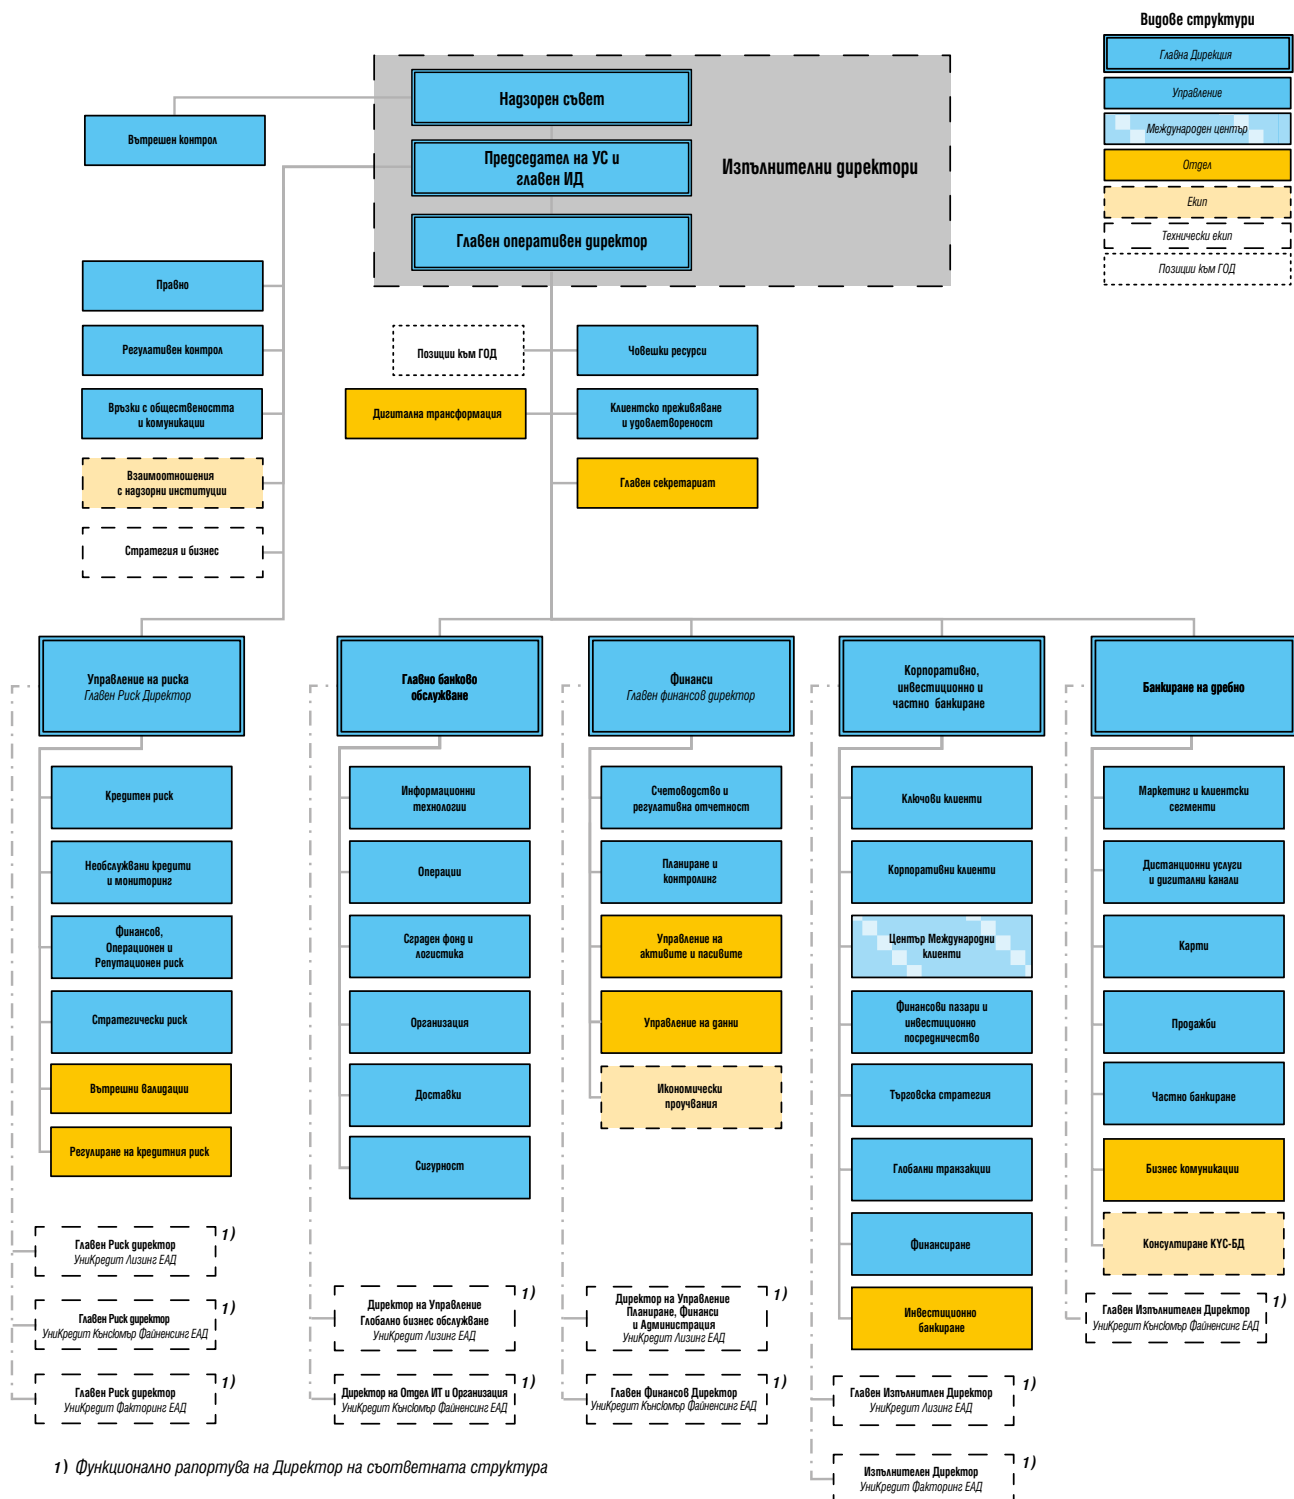 Видове структури
Главна Дирекция
Управление
Международен център
Отдел
Екип
Технически екип
Позиции към ГОД
Надзорен съвет
Председател на УС и
главен ИД
Главен оперативен директор
Изпълнителни директори
Вътрешен контрол
Правно
Регулативен контрол
Връзки с обществеността
и комуникации
Взаимоотношения
с надзорни институции
Стратегия и бизнес
Позиции към ГОД
Човешки ресурси
Дигитална трансформация
Клиентско преживяване
и удовлетвореност
Главен секретариат
Управление на риска
Главен Риск Директор
Кредитен риск
Необслужвани кредити
и мониторинг
Финансов,
Операционен и
Репутационен риск
Стратегически риск
Вътрешни валидации
Регулиране на кредитния риск
Главен Риск директор
УниКредит Лизинг ЕАД
1)
Главен Риск директор
УниКредит Кънсюмър Файненсинг ЕАД
1)
Главен Риск директор
УниКредит Факторинг ЕАД
1)
Главно банково
обслужване
Информационни
технологии
Операции
Сграден фонд и
логистика
Организация
Доставки
Сигурност
Директор на Управление
Глобално бизнес обслужване
УниКредит Лизинг ЕАД
1)
Директор на Отдел ИТ и Организация
УниКредит Кънсюмър Файненсинг ЕАД
1)
Финанси
Главен финансов директор
Счетоводство и
регулативна отчетност
Планиране и
контролинг
Управление на
активите и пасивите
Управление на данни
Икономически
проучвания
Директор на Управление
Планиране, Финанси
и Администрация
УниКредит Лизинг ЕАД
1)
Главен Финансов Директор
УниКредит Кънсюмър Файненсинг ЕАД
1)
Корпоративно,
инвестиционно и
частно банкиране
Ключови клиенти
Корпоративни клиенти
Център Международни
клиенти
Финансови пазари и
инвестиционно
посредничество
Търговска стратегия
Глобални транзакции
Финансиране
Инвестиционно
банкиране
Главен Изпълнитлен Директор
УниКредит Лизинг ЕАД
1)
Изпълнителен Директор
УниКредит Факторинг ЕАД
1)
Банкиране на дребно
Маркетинг и клиентски
сегменти
Дистанционни услуги
и дигитални канали
Карти
Продажби
Частно банкиране
Бизнес комуникации
Консултиране KYC-БД
Главен Изпълнителен Директор
УниКредит Кънсюмър Файненсинг ЕАД
1)
1) Функционално рапортува на Директор на съответната структура